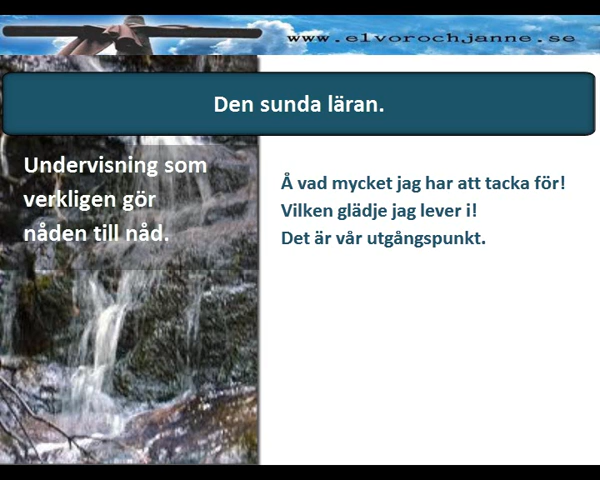 www.elvorochjanne.se
Den sunda läran.
Undervisning som
verkligen gör
nåden till nåd.
Å vad mycket jag har att tacka för!
Vilken glädje jag lever i!
Det är vår utgångspunkt.